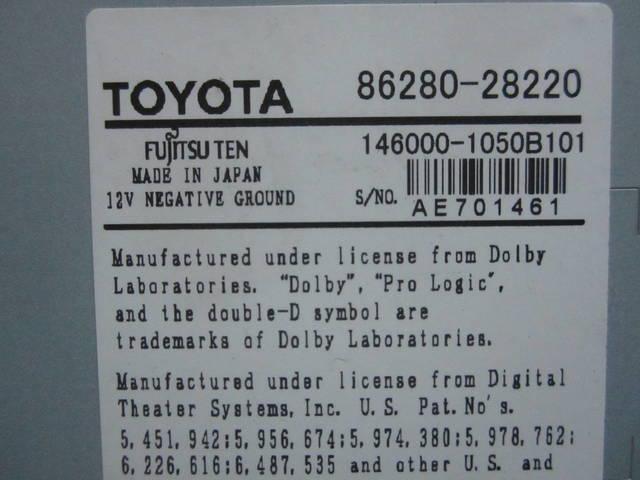 TOYOTA 86280-28220
FUJITSU TEN 146000-1050B101
MADE IN JAPAN
12V NEGATIVE GROUND S/NO. AE701461
Manufactured under license from Dolby
Laboratories. "Dolby", "Pro Logic",
and the double-D symbol are
trademarks of Dolby Laboratories.
Manufactured under license from Digital
Theater Systems, Inc. U.S. Pat.No's.
5,451,942;5,956,674;5,974,380;5,978,762;
6,226,616;6,487,535 and other U.S. and